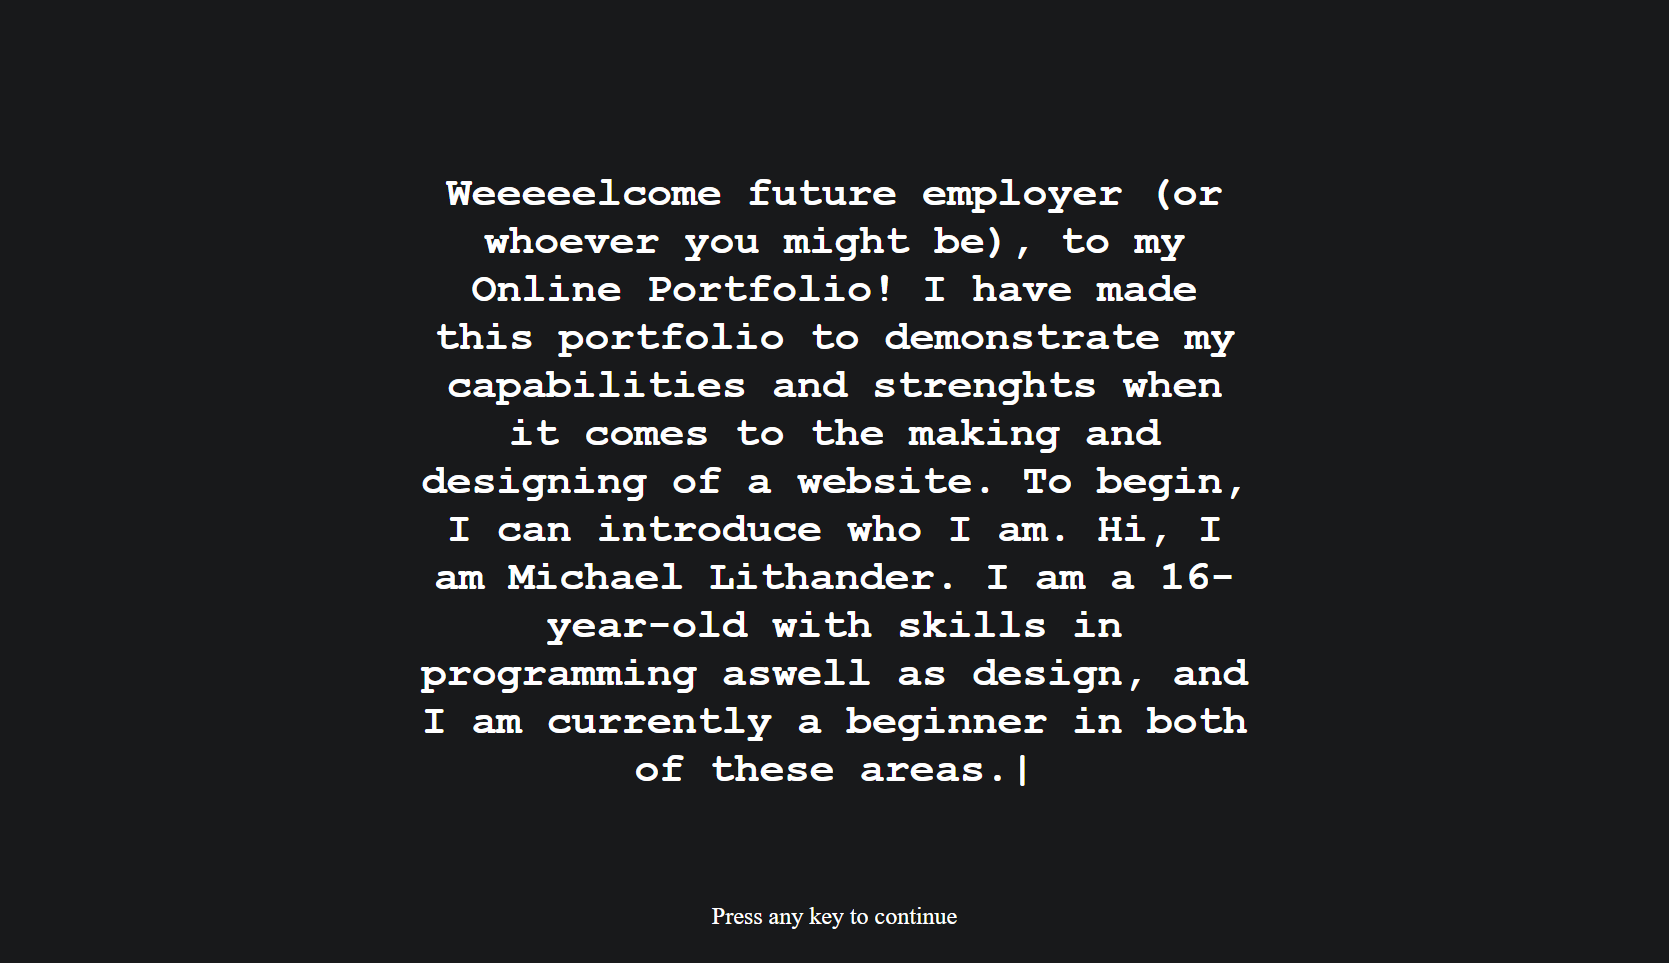 Weeeeelcome future employer (or
whoever you might be), to my
Online Portfolio! I have made
this portfolio to demonstrate my
capabilities and strenghts when
it comes to the making and
designing of a website. To begin,
I can introduce who I am. Hi, I
am Michael Lithander. I am a 16-
year-old with skills in
programming aswell as design, and
I am currently a beginner in both
of these areas.|
Press any key to continue